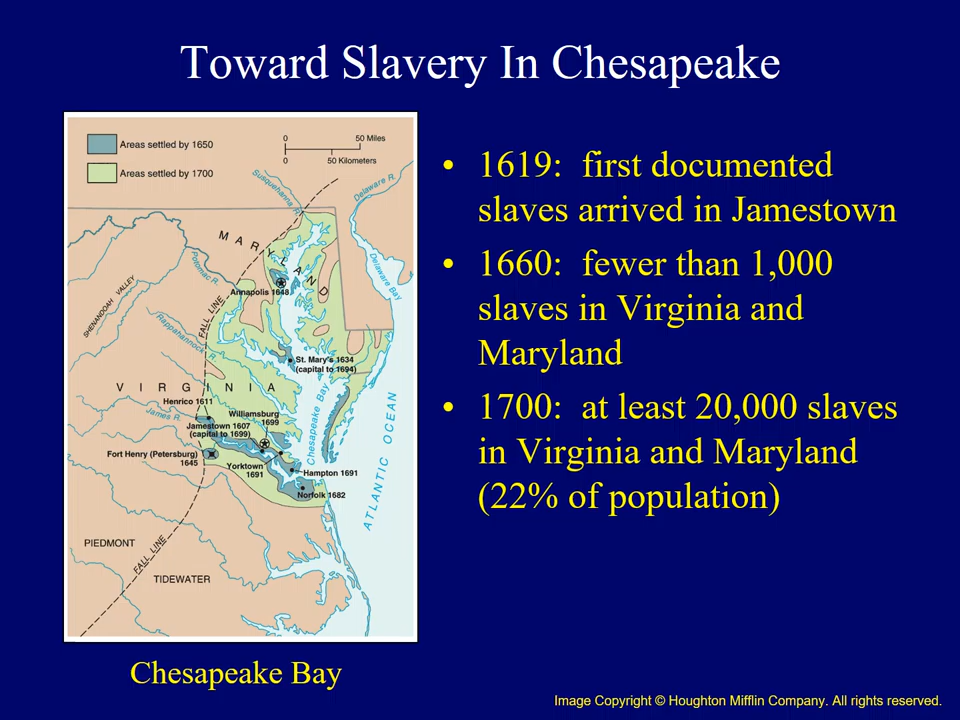 Toward Slavery In Chesapeake
Areas settled by 1650
Areas settled by 1700
0
50 Miles
0
50 Kilometers
Susquehanna R.
Delaware R.
MARYLAND
Potomac R.
Delaware Bay
Annapolis 1648
SHENANDOAH VALLEY
FALL LINE
Rappahannock R.
St. Mary's 1634
(capital to 1694)
VIRGINIA
Henrico 1611
James R.
Williamsburg
1699
Jamestown 1607
(capital to 1699)
Chesapeake Bay
ATLANTIC OCEAN
Fort Henry (Petersburg)
1645
Yorktown
1691
Hampton 1691
Norfolk 1682
PIEDMONT
FALL LINE
TIDEWATER
Chesapeake Bay
• 1619: first documented
slaves arrived in Jamestown
• 1660: fewer than 1,000
slaves in Virginia and
Maryland
• 1700: at least 20,000 slaves
in Virginia and Maryland
(22% of population)
Image Copyright © Houghton Mifflin Company. All rights reserved.